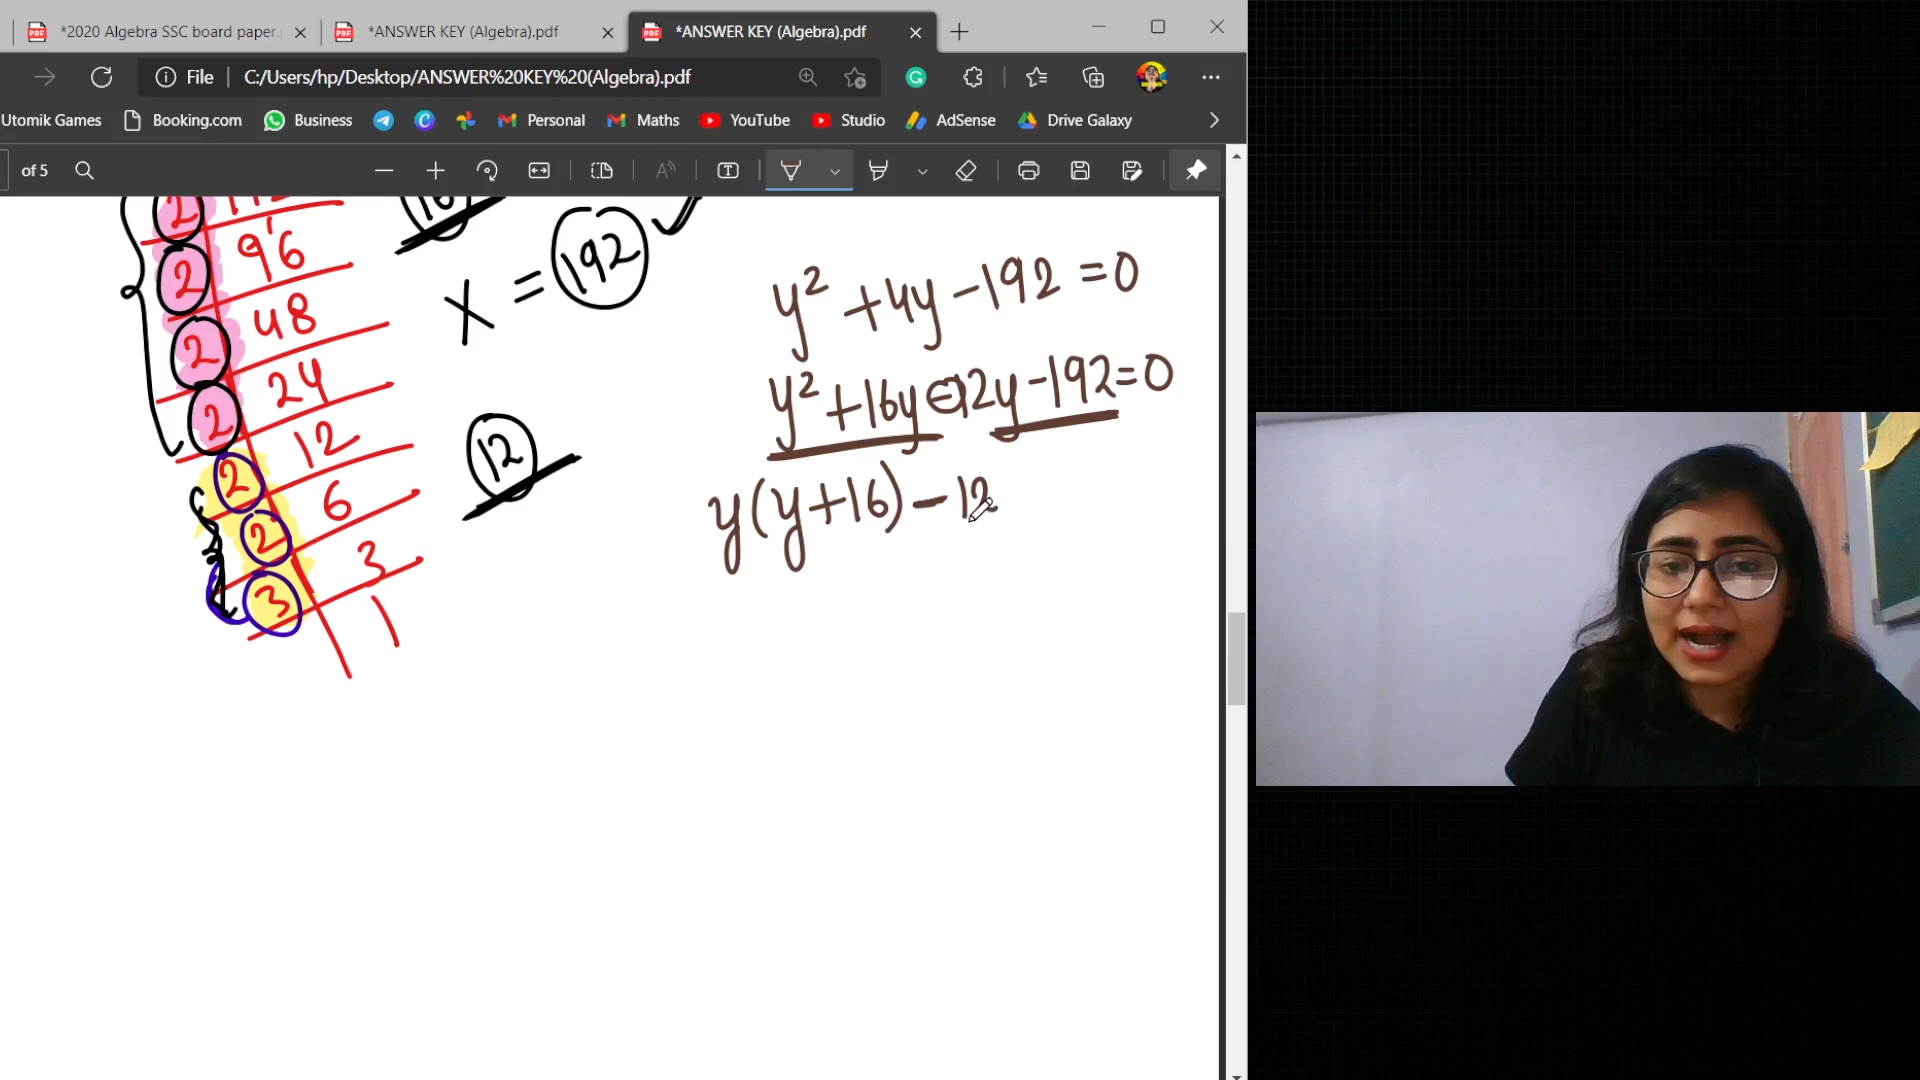 *2020 Algebra SSC board paper.p
*ANSWER KEY (Algebra).pdf
*ANSWER KEY (Algebra).pdf
File
C:/Users/hp/Desktop/ANSWER%20KEY%20(Algebra).pdf
Utomik Games
Booking.com
Business
Personal
Maths
YouTube
Studio
AdSense
Drive Galaxy
of 5
2
2 96
2 48
2 24
2 12
2 6
2 3
3 1
16
x = 192
12
y² + 4y - 192 = 0
y² + 16y - 12y - 192 = 0
y(y+16) - 12